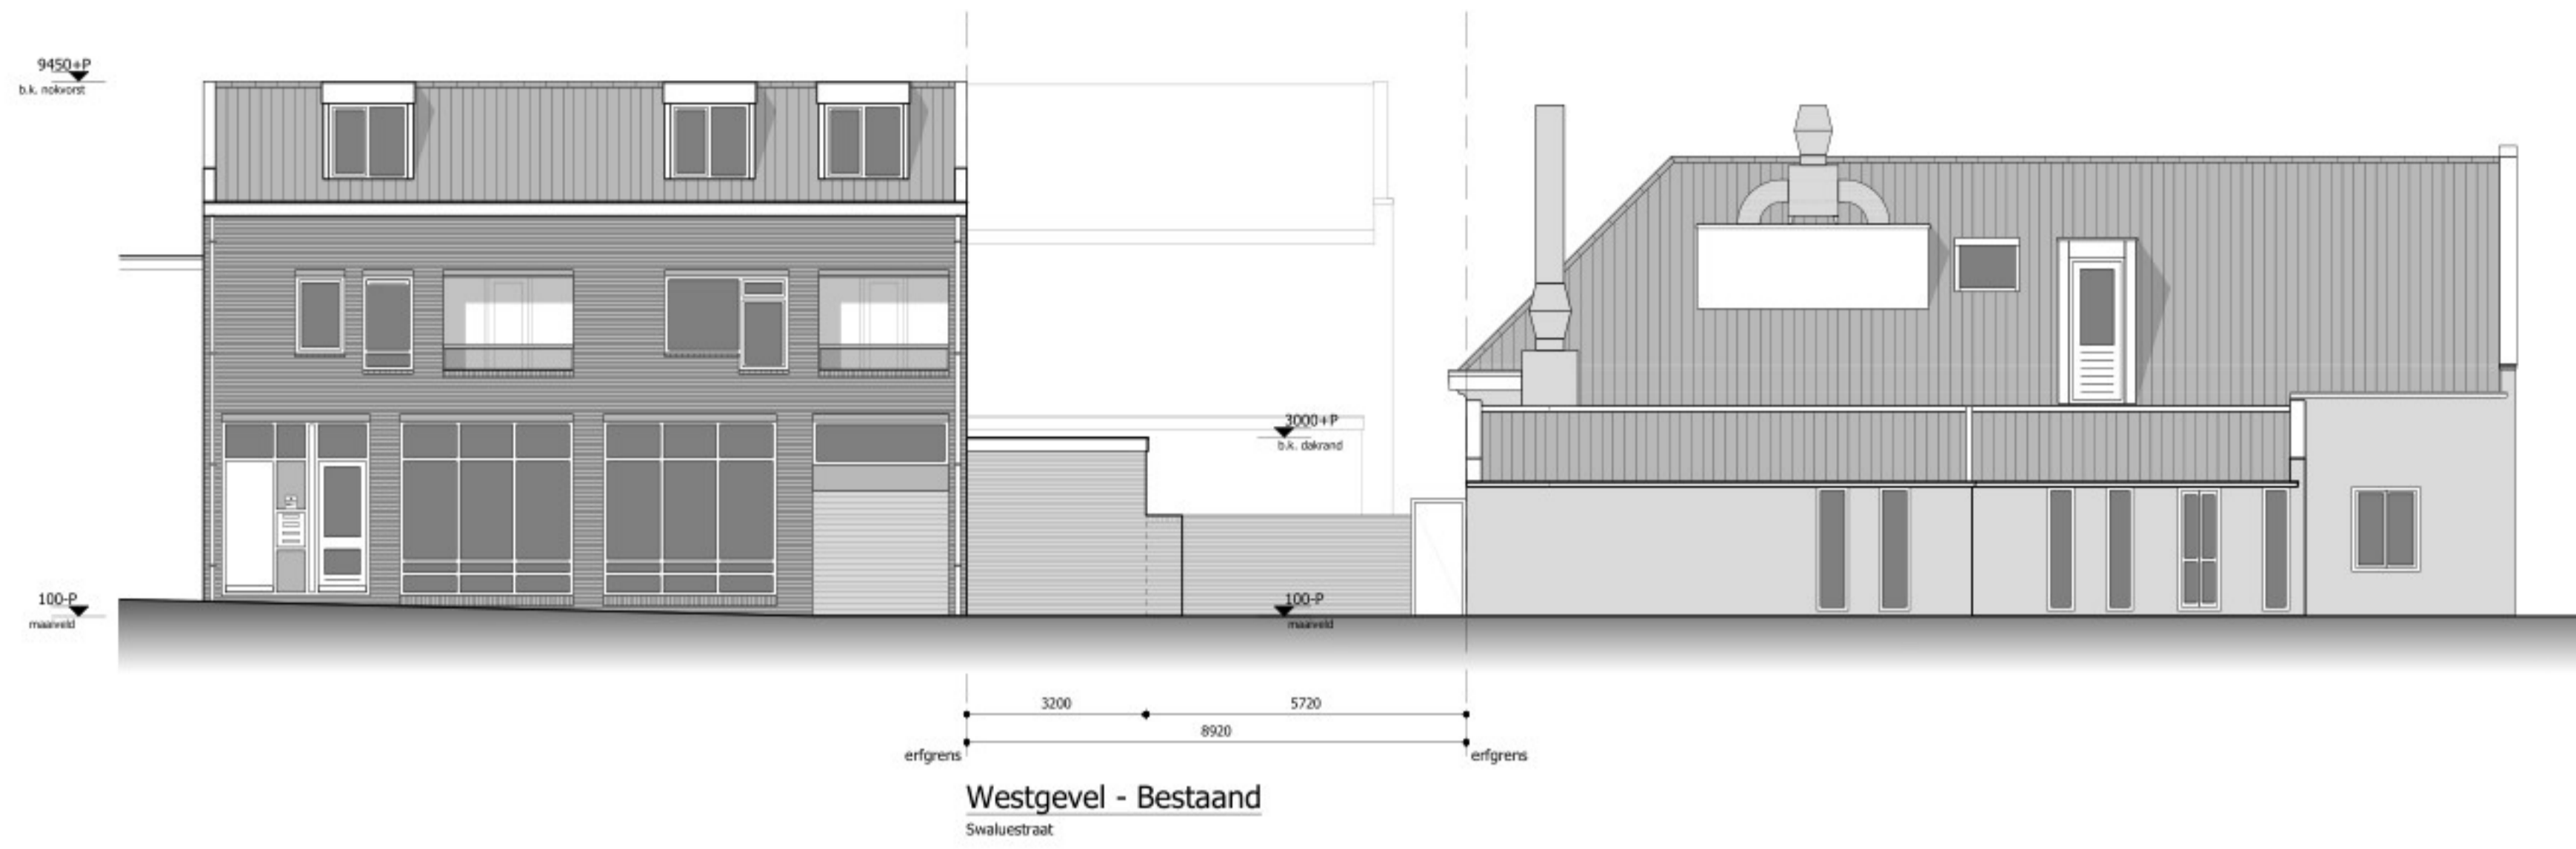 9450+P
b.k. nokvorst
3000+P
b.k. dakrand
100-P
maaiveld
100-P
maaiveld
3200
5720
8920
erfgrens
erfgrens
Westgevel - Bestaand
Swaluestraat